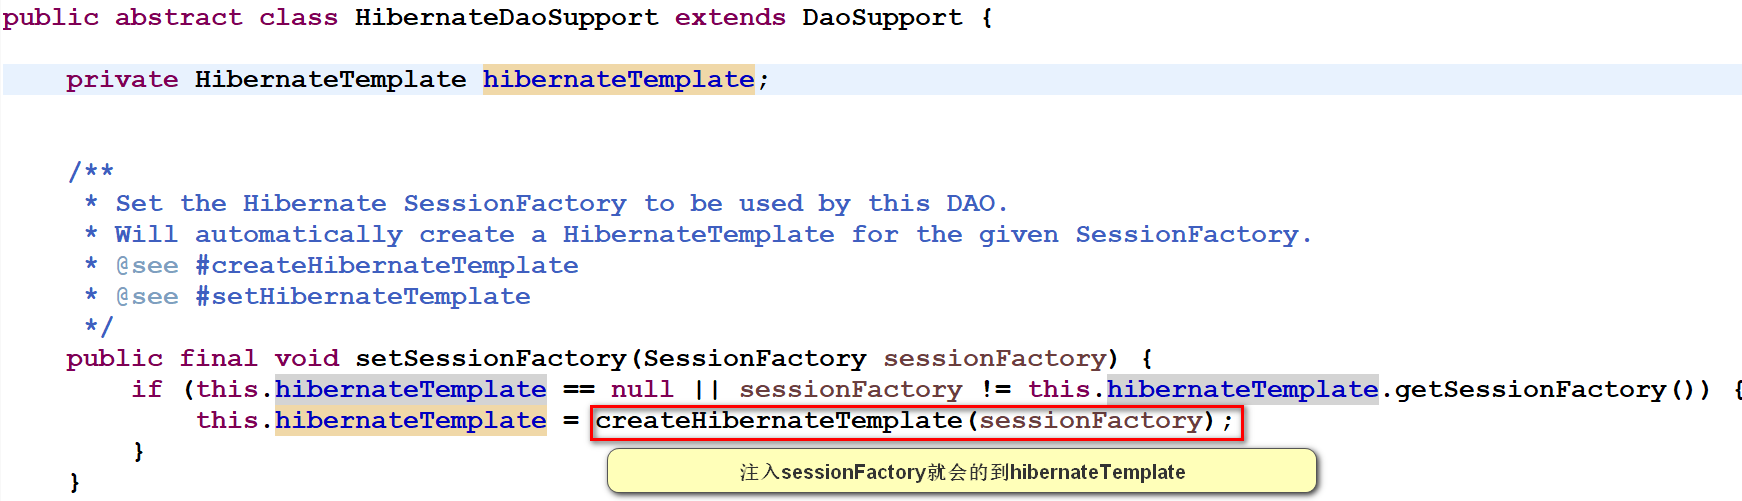 public abstract class HibernateDaoSupport extends DaoSupport {
private HibernateTemplate hibernateTemplate;
/**
* Set the Hibernate SessionFactory to be used by this DAO.
* Will automatically create a HibernateTemplate for the given SessionFactory.
* @see #createHibernateTemplate
* @see #setHibernateTemplate
*/
public final void setSessionFactory(SessionFactory sessionFactory) {
if (this.hibernateTemplate == null || sessionFactory != this.hibernateTemplate.getSessionFactory()) {
this.hibernateTemplate = createHibernateTemplate(sessionFactory);
}
注入sessionFactory就会的到hibernateTemplate
}